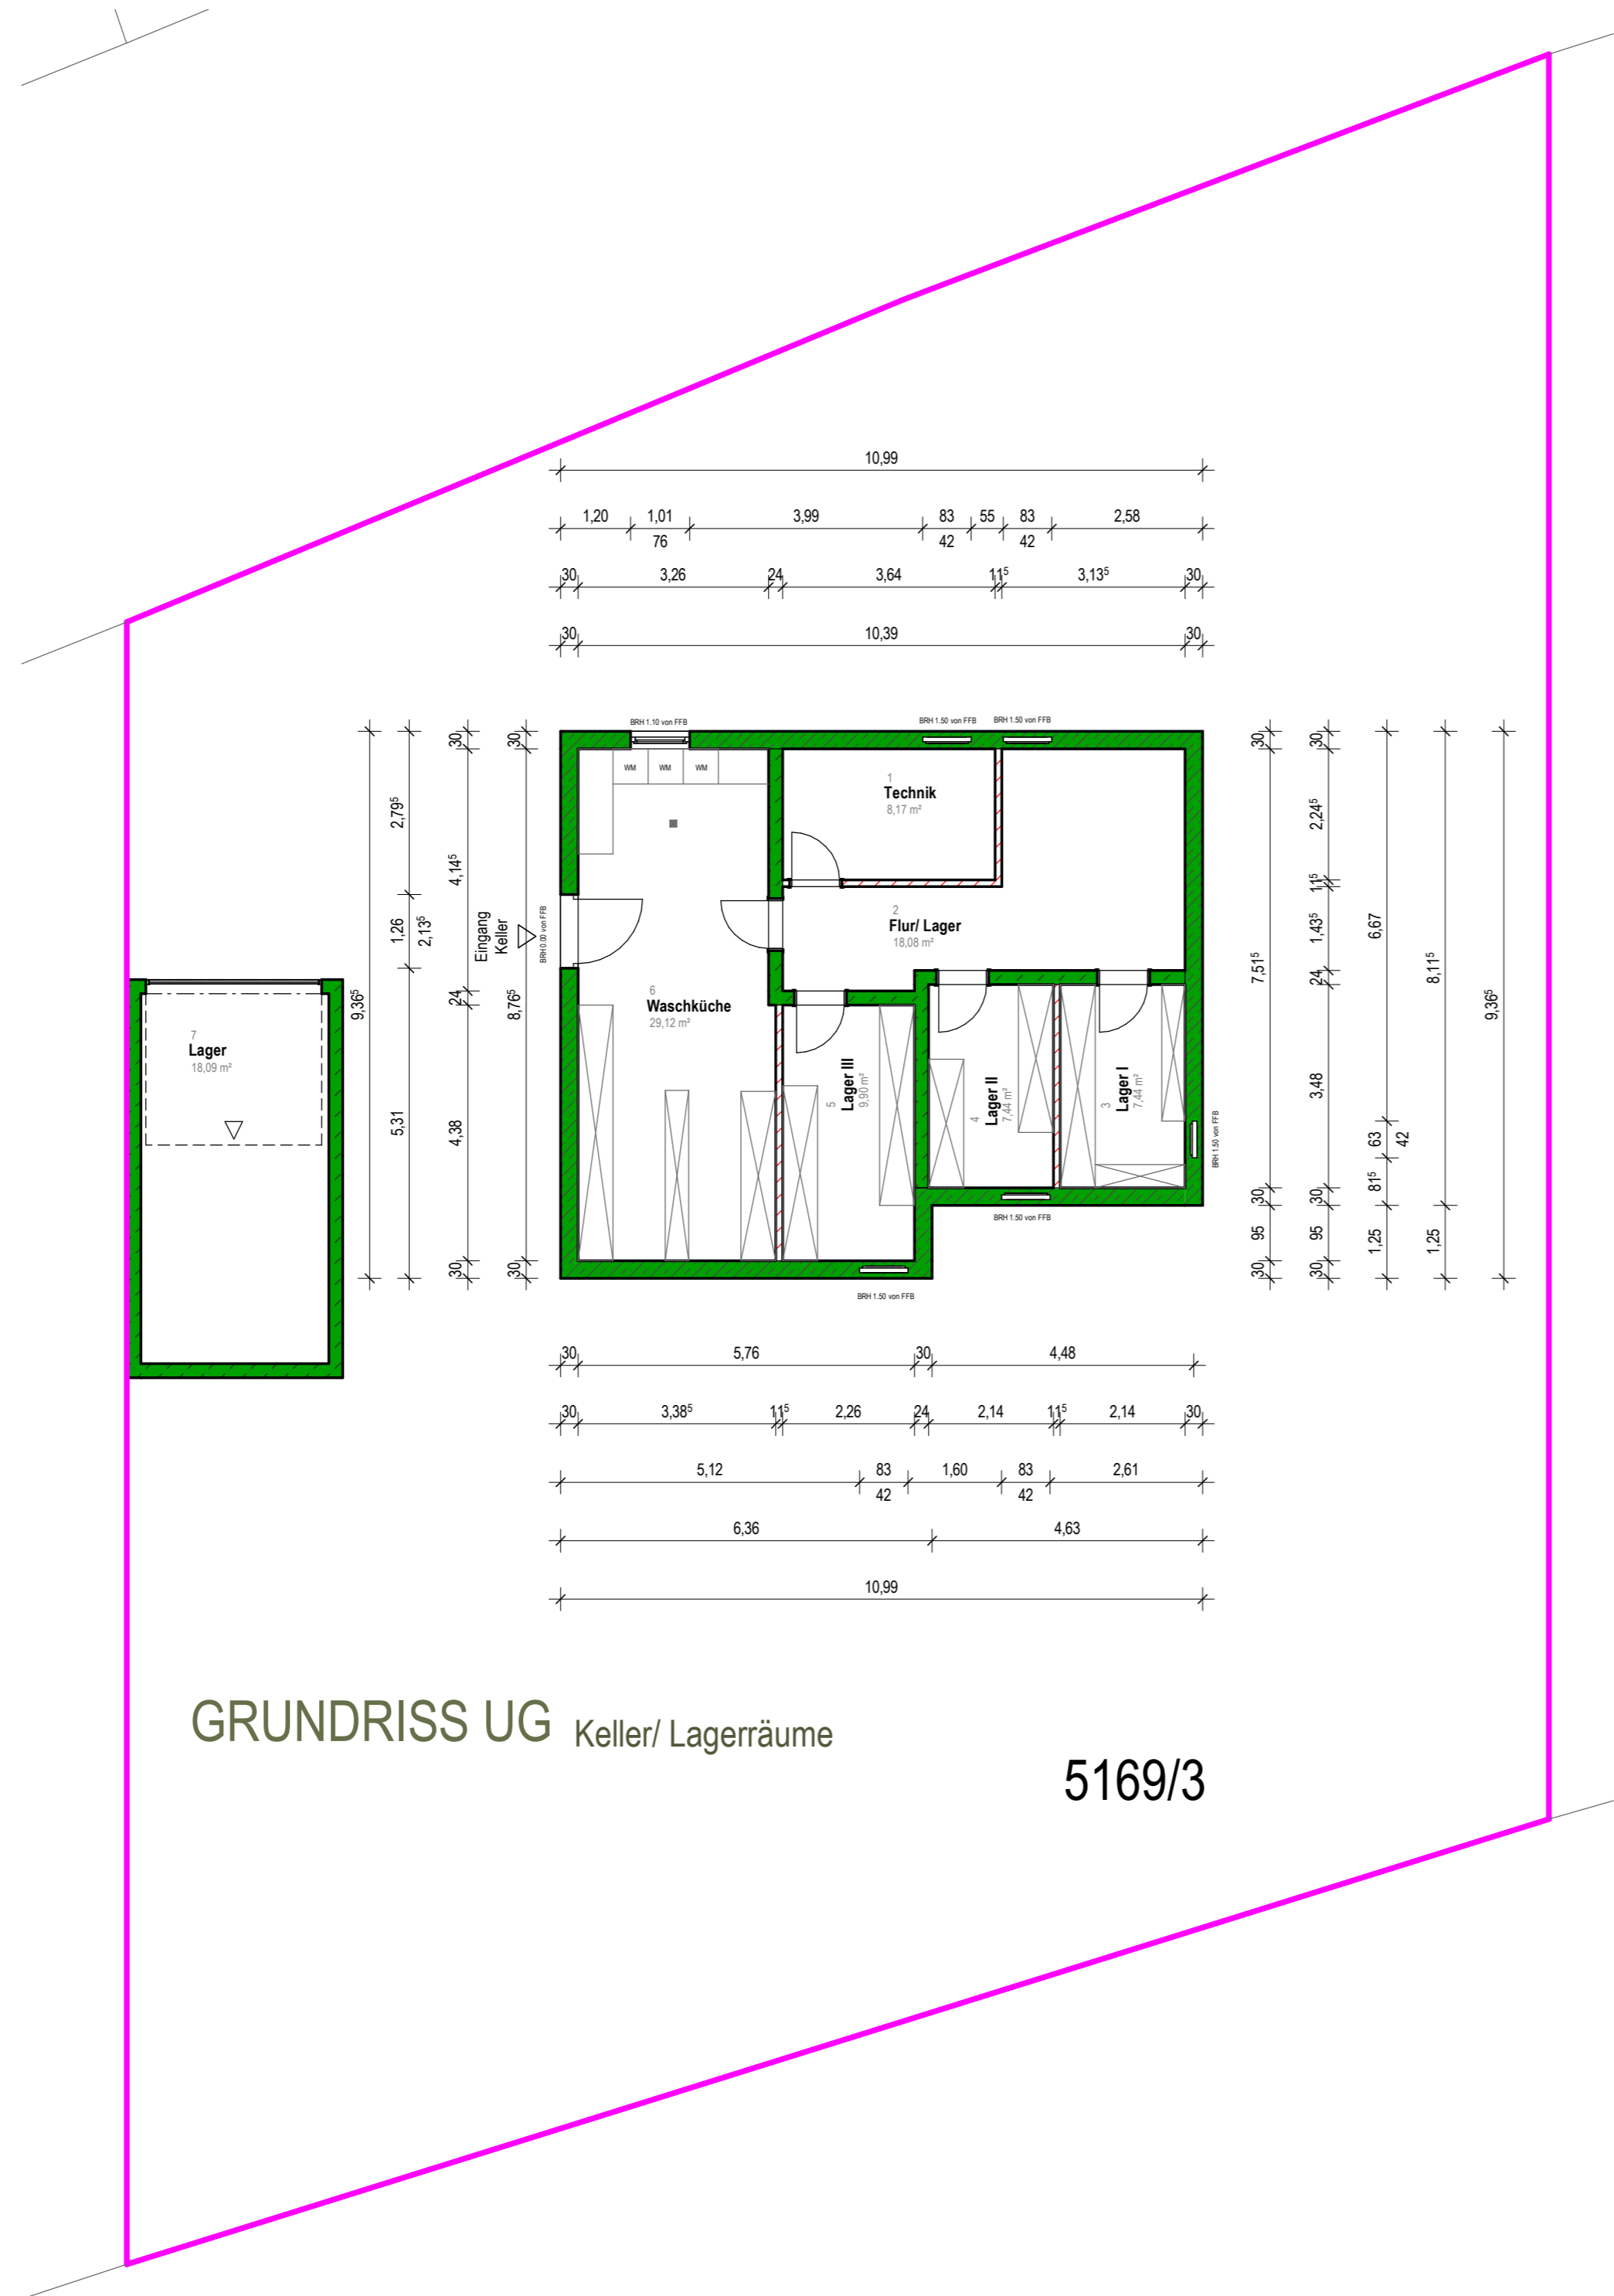 10,99
1,20 1,01 3,99 83 55 83 2,58
76 42 42
30 3,26 24 3,64 11⁵ 3,13⁵ 30
30 10,39 30
BRH 1.10 von FFB BRH 1.50 von FFB BRH 1.50 von FFB
9,36⁵
2,79⁵ 1,26 5,31
2,13⁵
30 4,14⁵ 24 4,38 30
30 8,76⁵ 30
Eingang
Keller
BRH 0.00 von FFB
WM WM WM
1
Technik
8,17 m²
2
Flur/ Lager
18,08 m²
6
Waschküche
29,12 m²
7
Lager
18,09 m²
5
Lager III
9,90 m²
4
Lager II
7,44 m²
3
Lager I
7,44 m²
BRH 1.50 von FFB
BRH 1.50 von FFB
BRH 1.50 von FFB
30 7,51⁵ 30 95 30
30 2,24⁵ 11⁵ 1,43⁵ 24 3,48 30 95 30
6,67 63 81⁵ 1,25
42
8,11⁵ 1,25
9,36⁵
30 5,76 30 4,48
30 3,38⁵ 11⁵ 2,26 24 2,14 11⁵ 2,14 30
5,12 83 1,60 83 2,61
42 42
6,36 4,63
10,99
GRUNDRISS UG Keller/ Lagerräume
5169/3